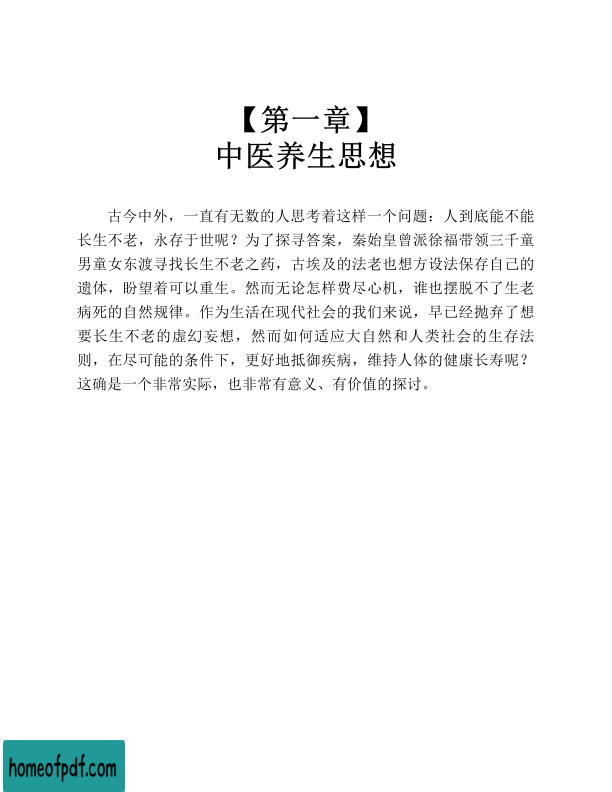 【第一章】
中医养生思想
古今中外，一直有无数的人思考着这样一个问题：人到底能不能
长生不老，永存于世呢？为了探寻答案，秦始皇曾派徐福带领三千童
男童女东渡寻找长生不老之药，古埃及的法老也想方设法保存自己的
遗体，盼望着可以重生。然而无论怎样费尽心机，谁也摆脱不了生老
病死的自然规律。作为生活在现代社会的我们来说，早已经抛弃了想
要长生不老的虚幻妄想，然而如何适应大自然和人类社会的生存法
则，在尽可能的条件下，更好地抵御疾病，维持人体的健康长寿呢？
这确是一个非常实际，也非常有意义、有价值的探讨。
homeofpdf.com